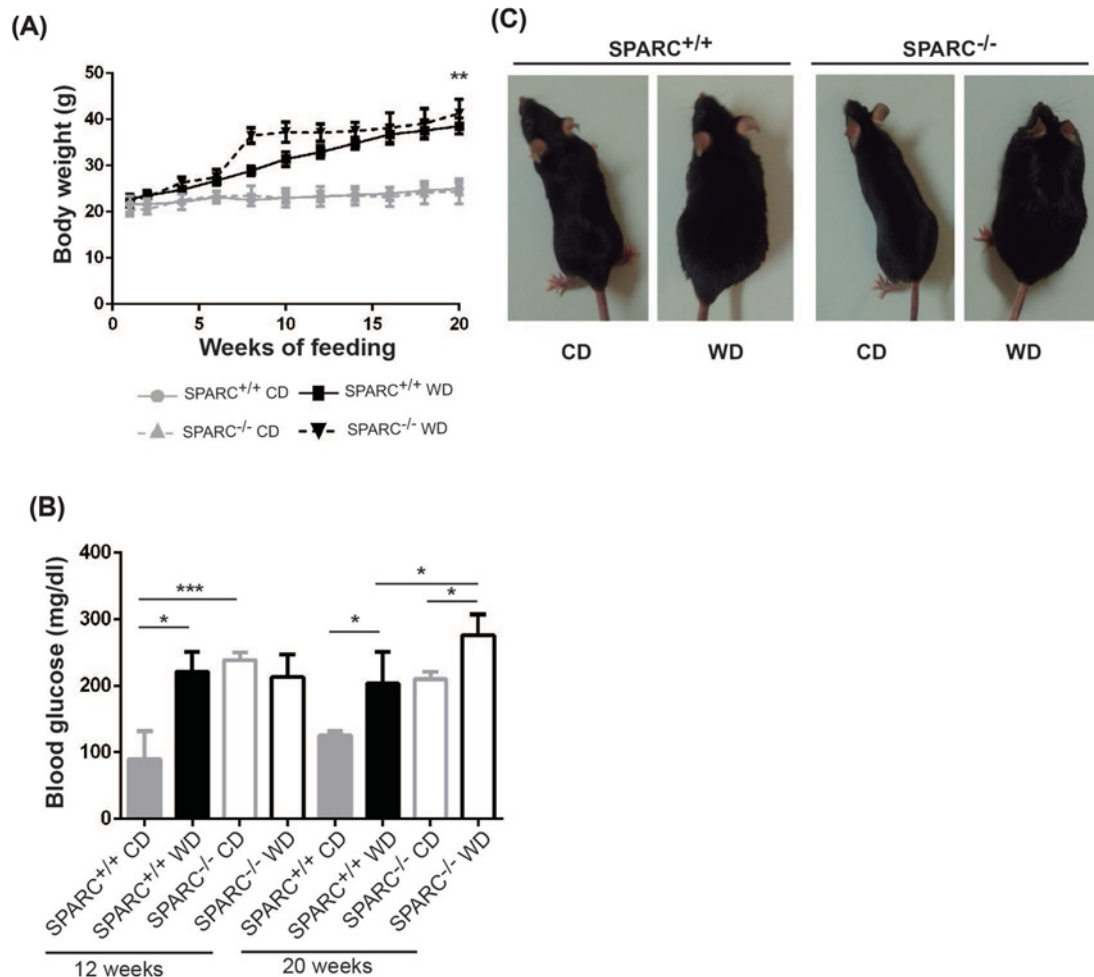 (A)
Body weight (g)
50
40
30
20
10
0
**
0
5
10
15
20
Weeks of feeding
SPARC+/+ CD
SPARC+/+ WD
SPARC-/- CD
SPARC-/- WD
(C)
SPARC+/+
SPARC-/-
CD
WD
CD
WD
(B)
Blood glucose (mg/dl)
400
300
200
100
0
***
*
*
*
*
SPARC+/+ CD
SPARC+/+ WD
SPARC-/- CD
SPARC-/- WD
SPARC+/+ CD
SPARC+/+ WD
SPARC-/- CD
SPARC-/- WD
12 weeks
20 weeks